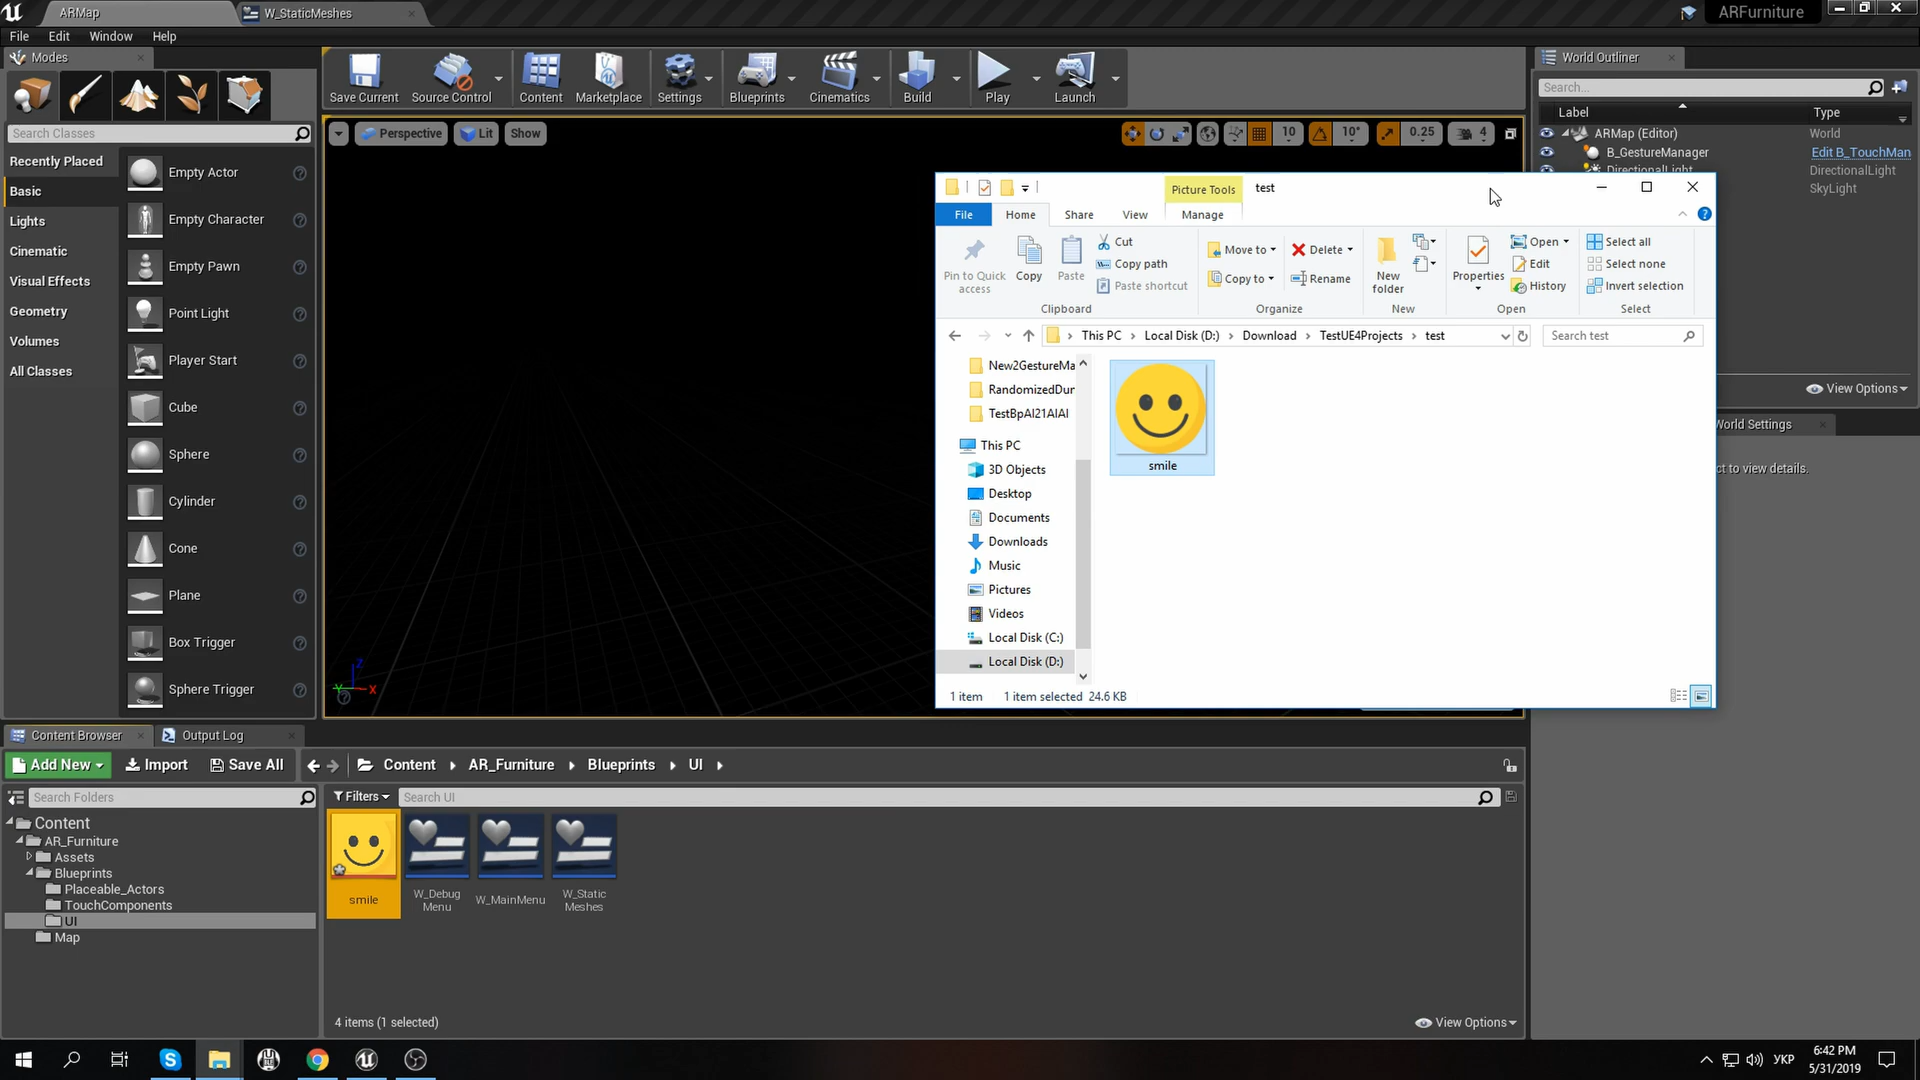 ARMap
W_StaticMeshes
ARFurniture
File
Edit
Window
Help
Modes
Search Classes
Recently Placed
Basic
Lights
Cinematic
Visual Effects
Geometry
Volumes
All Classes
Empty Actor
Empty Character
Empty Pawn
Point Light
Player Start
Cube
Sphere
Cylinder
Cone
Plane
Box Trigger
Sphere Trigger
Save Current
Source Control
Content
Marketplace
Settings
Blueprints
Cinematics
Build
Play
Launch
Perspective
Lit
Show
10
10°
0.25
4
Z
X
Y
World Outliner
Search...
Label
Type
ARMap (Editor)
World
B_GestureManager
Edit B_TouchMan
DirectionalLight
DirectionalLight
SkyLight
View Options
World Settings
ct to view details.
Picture Tools
test
File
Home
Share
View
Manage
Pin to Quick
access
Copy
Paste
Cut
Copy path
Paste shortcut
Clipboard
Move to
Copy to
Delete
Rename
Organize
New
folder
New
Properties
Open
Edit
History
Open
Select all
Select none
Invert selection
Select
This PC
Local Disk (D:)
Download
TestUE4Projects
test
Search test
New2GestureMa
RandomizedDun
TestBpAI21AIAI
This PC
3D Objects
Desktop
Documents
Downloads
Music
Pictures
Videos
Local Disk (C:)
Local Disk (D:)
smile
1 item
1 item selected 24.6 KB
Content Browser
Output Log
Add New
Import
Save All
Content
AR_Furniture
Blueprints
UI
Search Folders
Filters
Search UI
Content
AR_Furniture
Assets
Blueprints
Placeable_Actors
TouchComponents
UI
Map
smile
W_Debug
Menu
W_MainMenu
W_Static
Meshes
4 items (1 selected)
View Options
УКР
6:42 PM
5/31/2019